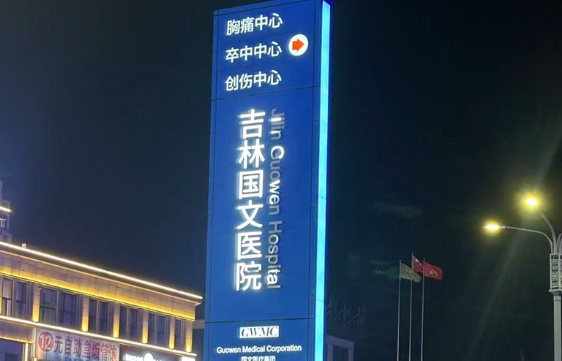 胸痛中心
卒中中心
创伤中心
吉林国文医院
Jilin Guowen Hospital
GWMC
Guowen Medical Corporation
国文医疗集团